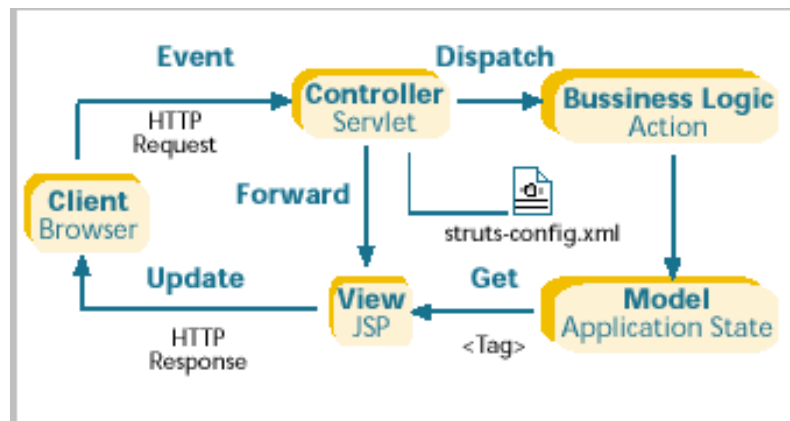 Event
Dispatch
Controller
Servlet
Bussiness Logic
Action
HTTP
Request
Client
Browser
Forward
struts-config.xml
Update
View
JSP
Get
Model
Application State
HTTP
Response
<Tag>